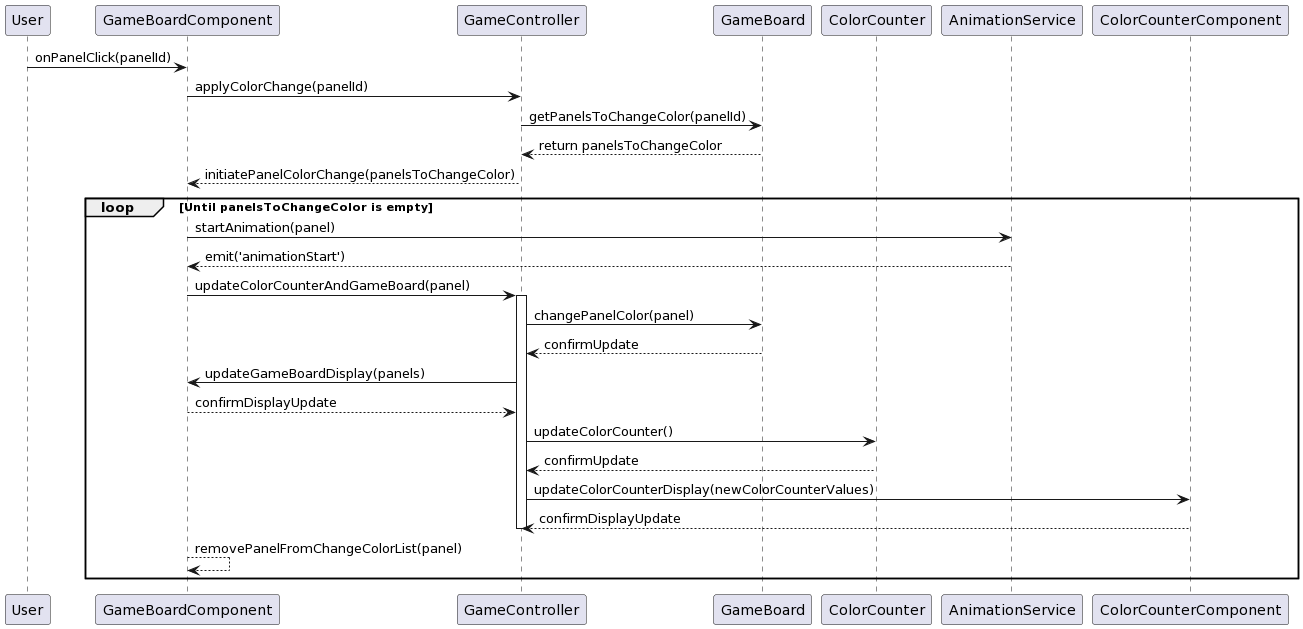 User GameBoardComponent GameController GameBoard ColorCounter AnimationService ColorCounterComponent
onPanelClick(panelId)
applyColorChange(panelId)
getPanelsToChangeColor(panelId)
return panelsToChangeColor
initiatePanelColorChange(panelsToChangeColor)
loop [Until panelsToChangeColor is empty]
startAnimation(panel)
emit('animationStart')
updateColorCounterAndGameBoard(panel)
changePanelColor(panel)
confirmUpdate
updateGameBoardDisplay(panels)
confirmDisplayUpdate
updateColorCounter()
confirmUpdate
updateColorCounterDisplay(newColorCounterValues)
confirmDisplayUpdate
removePanelFromChangeColorList(panel)
User GameBoardComponent GameController GameBoard ColorCounter AnimationService ColorCounterComponent